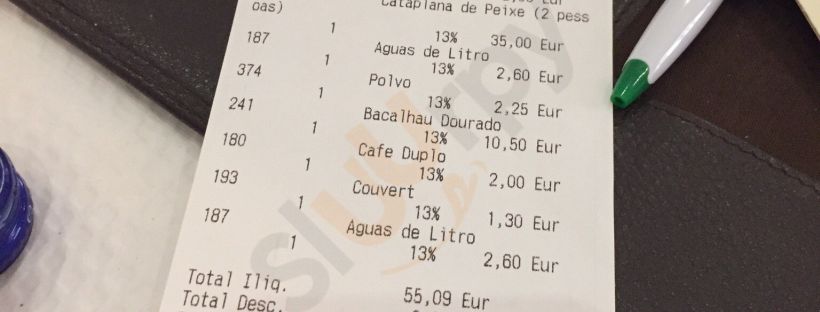 Cataplana de Peixe (2 pess
oas)
1 13% 35,00 Eur
187 Aguas de Litro
1 13% 2,60 Eur
374 Polvo
1 13% 2,25 Eur
241 Bacalhau Dourado
1 13% 10,50 Eur
180 Cafe Duplo
1 13% 2,00 Eur
193 Couvert
1 13% 1,30 Eur
187 Aguas de Litro
1 13% 2,60 Eur
Total Iliq. 55,09 Eur
Total Desc.
sluurpy